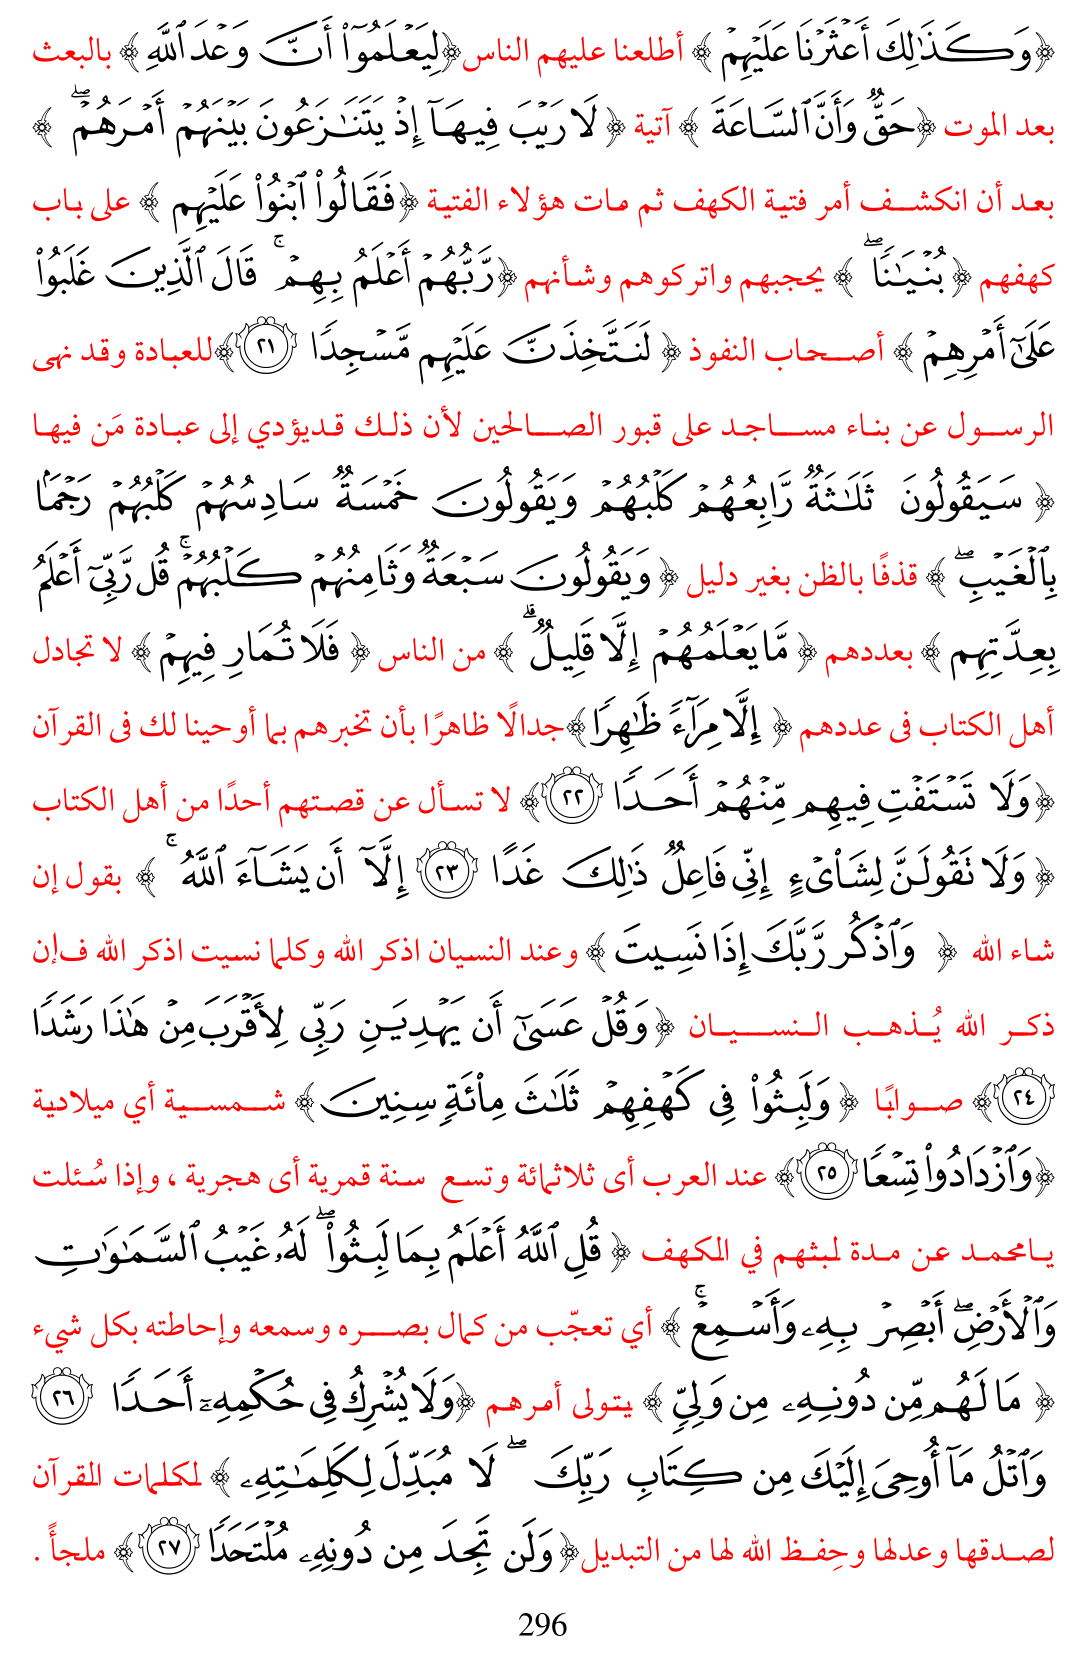 ﴿وَكَذَٰلِكَ أَعْثَرْنَا عَلَيْهِمْ ﴾ أطلعنا عليهم الناس﴿لِيَعْلَمُوٓا۟ أَنَّ وَعْدَ ٱللَّهِ ﴾ بالبعث
بعد الموت ﴿حَقٌّ وَأَنَّ ٱلسَّاعَةَ ﴾ آتية ﴿ لَا رَيْبَ فِيهَآ إِذْ يَتَنَٰزَعُونَ بَيْنَهُمْ أَمْرَهُمْ ۖ ﴾
بعد أن انكشف أمر فتية الكهف ثم مات هؤلاء الفتية ﴿فَقَالُوا۟ ٱبْنُوا۟ عَلَيْهِم ﴾ على باب
كهفهم ﴿ بُنْيَٰنًا ۖ ﴾ يحجبهم واتركوهم وشأنهم ﴿رَّبُّهُمْ أَعْلَمُ بِهِمْ ۚ قَالَ ٱلَّذِينَ غَلَبُوا۟
عَلَىٰٓ أَمْرِهِمْ ﴾ أصحاب النفوذ ﴿ لَنَتَّخِذَنَّ عَلَيْهِم مَّسْجِدًا ٢١﴾للعبادة وقد نهى
الرسول عن بناء مساجد على قبور الصالحين لأن ذلك قديؤدي إلى عبادة مَن فيها
﴿ سَيَقُولُونَ ثَلَٰثَةٌ رَّابِعُهُمْ كَلْبُهُمْ وَيَقُولُونَ خَمْسَةٌ سَادِسُهُمْ كَلْبُهُمْ رَجْمًۢا
بِٱلْغَيْبِ ۖ ﴾ قذفًا بالظن بغير دليل ﴿ وَيَقُولُونَ سَبْعَةٌ وَثَامِنُهُمْ كَلْبُهُمْ ۚ قُل رَّبِّىٓ أَعْلَمُ
بِعِدَّتِهِم ﴾ بعددهم ﴿ مَّا يَعْلَمُهُمْ إِلَّا قَلِيلٌ ۗ ﴾ من الناس ﴿ فَلَا تُمَارِ فِيهِمْ ﴾ لا تجادل
أهل الكتاب فى عددهم ﴿ إِلَّا مِرَآءً ظَٰهِرًا ﴾جدالًا ظاهرًا بأن تخبرهم بما أوحينا لك فى القرآن
﴿وَلَا تَسْتَفْتِ فِيهِم مِّنْهُمْ أَحَدًا ٢٢﴾ لا تسأل عن قصتهم أحدًا من أهل الكتاب
﴿ وَلَا تَقُولَنَّ لِشَا۟ىْءٍ إِنِّى فَاعِلٌ ذَٰلِكَ غَدًا ٢٣ إِلَّآ أَن يَشَآءَ ٱللَّهُ ۚ ﴾ بقول إن
شاء الله ﴿ وَٱذْكُر رَّبَّكَ إِذَا نَسِيتَ ﴾ وعند النسيان اذكر الله وكلما نسيت اذكر الله فإن
ذكر الله يُذهب النسيان ﴿وَقُلْ عَسَىٰٓ أَن يَهْدِيَنِ رَبِّى لِأَقْرَبَ مِنْ هَٰذَا رَشَدًا
٢٤﴾ صوابًا ﴿ وَلَبِثُوا۟ فِى كَهْفِهِمْ ثَلَٰثَ مِا۟ئَةٍ سِنِينَ﴾ شمسية أي ميلادية
﴿وَٱزْدَادُوا۟ تِسْعًا ٢٥﴾ عند العرب أى ثلاثمائة وتسع سنة قمرية أى هجرية ، وإذا سُئلت
يامحمد عن مدة لمبثهم في الكهف ﴿ قُلِ ٱللَّهُ أَعْلَمُ بِمَا لَبِثُوا۟ ۖ لَهُۥ غَيْبُ ٱلسَّمَٰوَٰتِ
وَٱلْأَرْضِ ۖ أَبْصِرْ بِهِۦ وَأَسْمِعْ ۚ ﴾ أي تعجّب من كمال بصره وسمعه وإحاطته بكل شيء
﴿ مَا لَهُم مِّن دُونِهِۦ مِن وَلِىٍّ ﴾ يتولى أمرهم ﴿وَلَا يُشْرِكُ فِى حُكْمِهِۦٓ أَحَدًا ٢٦
وَٱتْلُ مَآ أُوحِىَ إِلَيْكَ مِن كِتَابِ رَبِّكَ ۖ لَا مُبَدِّلَ لِكَلِمَٰتِهِۦ ﴾ لمكلمات المقرآن
لصدقها وعدلها وحِفظ الله لها من التبديل﴿وَلَن تَجِدَ مِن دُونِهِۦ مُلْتَحَدًا ٢٧﴾ ملجأً .
296